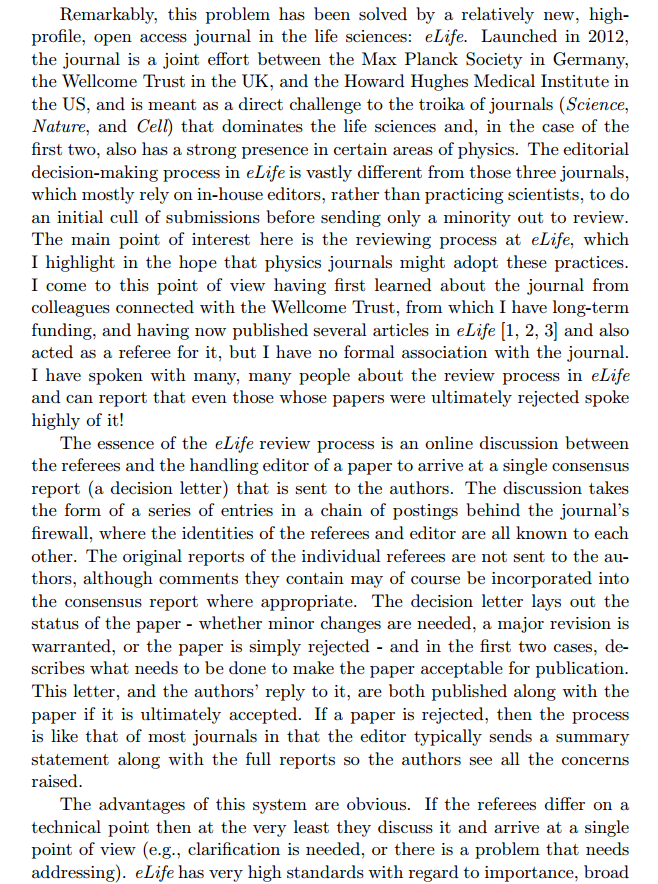 Remarkably, this problem has been solved by a relatively new, high-
profile, open access journal in the life sciences: eLife. Launched in 2012,
the journal is a joint effort between the Max Planck Society in Germany,
the Wellcome Trust in the UK, and the Howard Hughes Medical Institute in
the US, and is meant as a direct challenge to the troika of journals (Science,
Nature, and Cell) that dominates the life sciences and, in the case of the
first two, also has a strong presence in certain areas of physics. The editorial
decision-making process in eLife is vastly different from those three journals,
which mostly rely on in-house editors, rather than practicing scientists, to do
an initial cull of submissions before sending only a minority out to review.
The main point of interest here is the reviewing process at eLife, which
I highlight in the hope that physics journals might adopt these practices.
I come to this point of view having first learned about the journal from
colleagues connected with the Wellcome Trust, from which I have long-term
funding, and having now published several articles in eLife [1, 2, 3] and also
acted as a referee for it, but I have no formal association with the journal.
I have spoken with many, many people about the review process in eLife
and can report that even those whose papers were ultimately rejected spoke
highly of it!
The essence of the eLife review process is an online discussion between
the referees and the handling editor of a paper to arrive at a single consensus
report (a decision letter) that is sent to the authors. The discussion takes
the form of a series of entries in a chain of postings behind the journal's
firewall, where the identities of the referees and editor are all known to each
other. The original reports of the individual referees are not sent to the au-
thors, although comments they contain may of course be incorporated into
the consensus report where appropriate. The decision letter lays out the
status of the paper - whether minor changes are needed, a major revision is
warranted, or the paper is simply rejected - and in the first two cases, de-
scribes what needs to be done to make the paper acceptable for publication.
This letter, and the authors' reply to it, are both published along with the
paper if it is ultimately accepted. If a paper is rejected, then the process
is like that of most journals in that the editor typically sends a summary
statement along with the full reports so the authors see all the concerns
raised.
The advantages of this system are obvious. If the referees differ on a
technical point then at the very least they discuss it and arrive at a single
point of view (e.g., clarification is needed, or there is a problem that needs
addressing). eLife has very high standards with regard to importance, broad